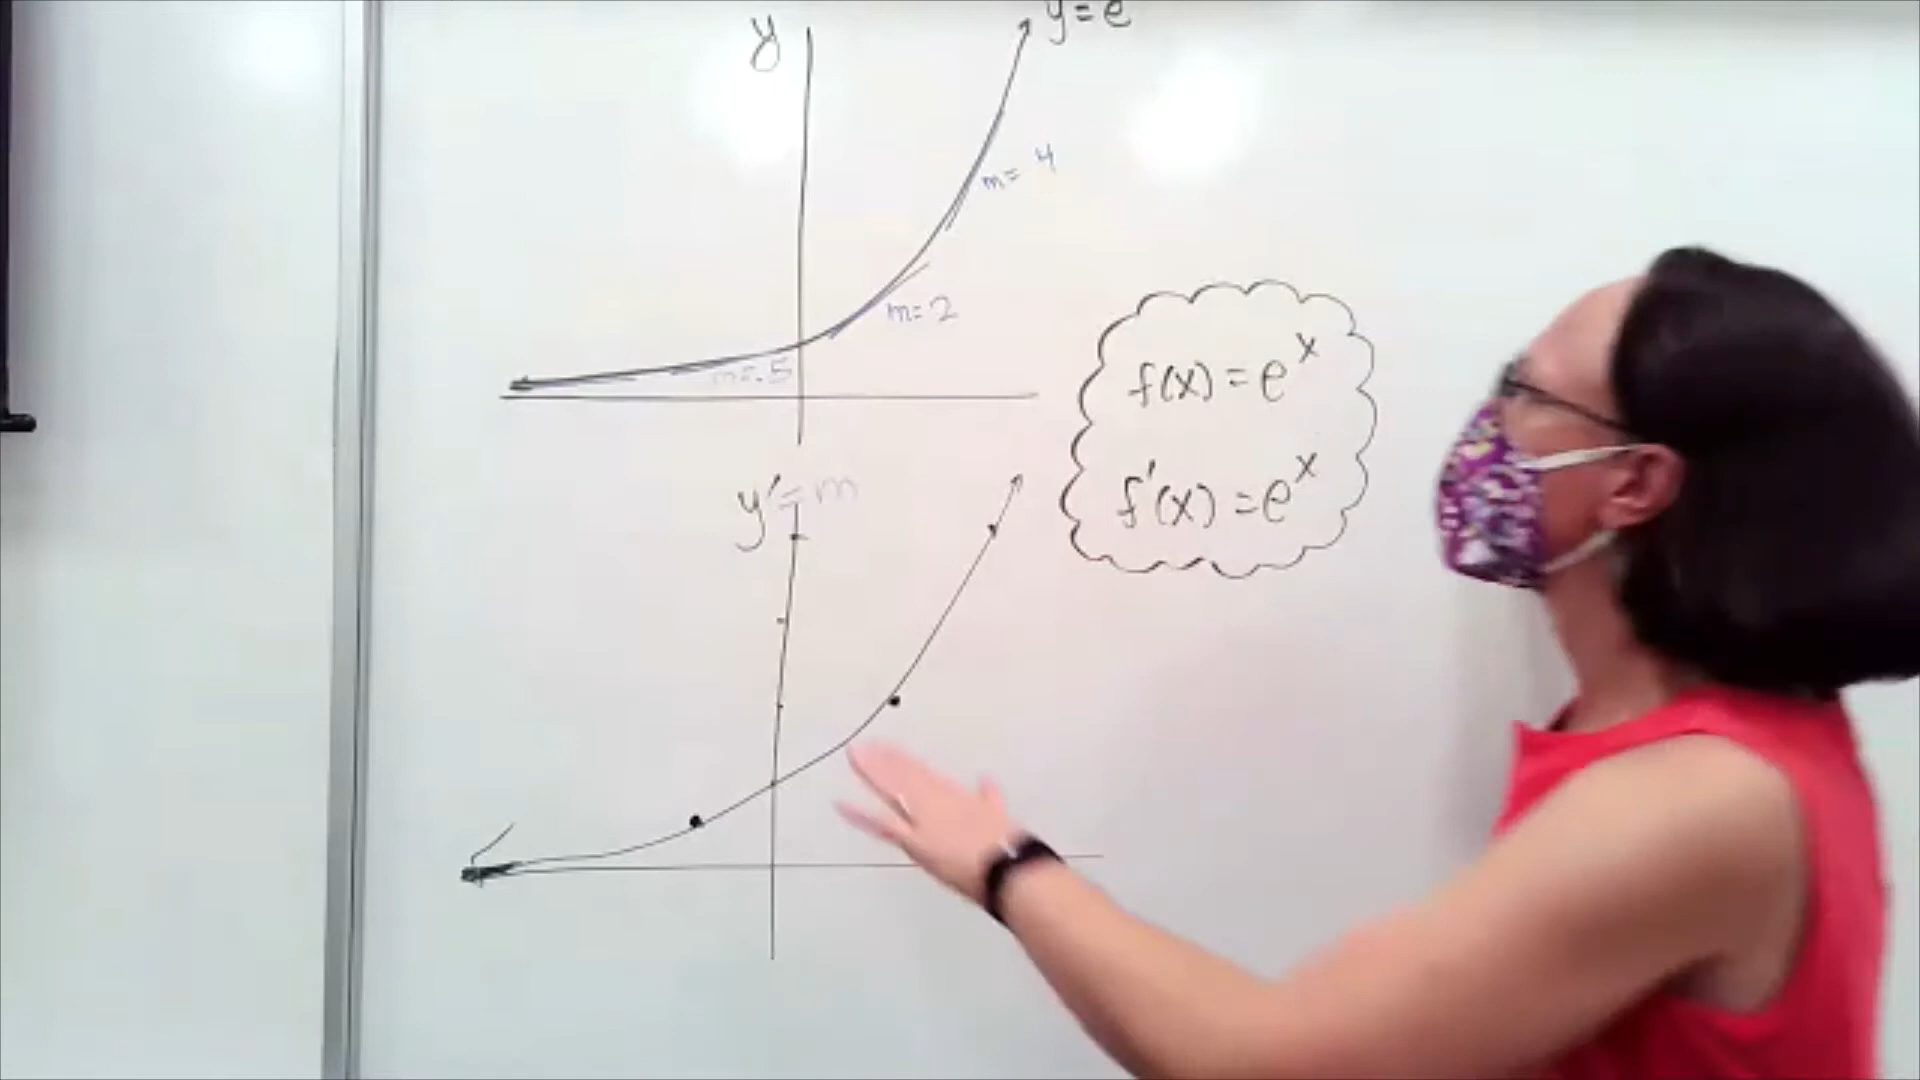 y
y = e
m = 4
m = 2
m = .5
f(x) = e^x
f'(x) = e^x
y' = m